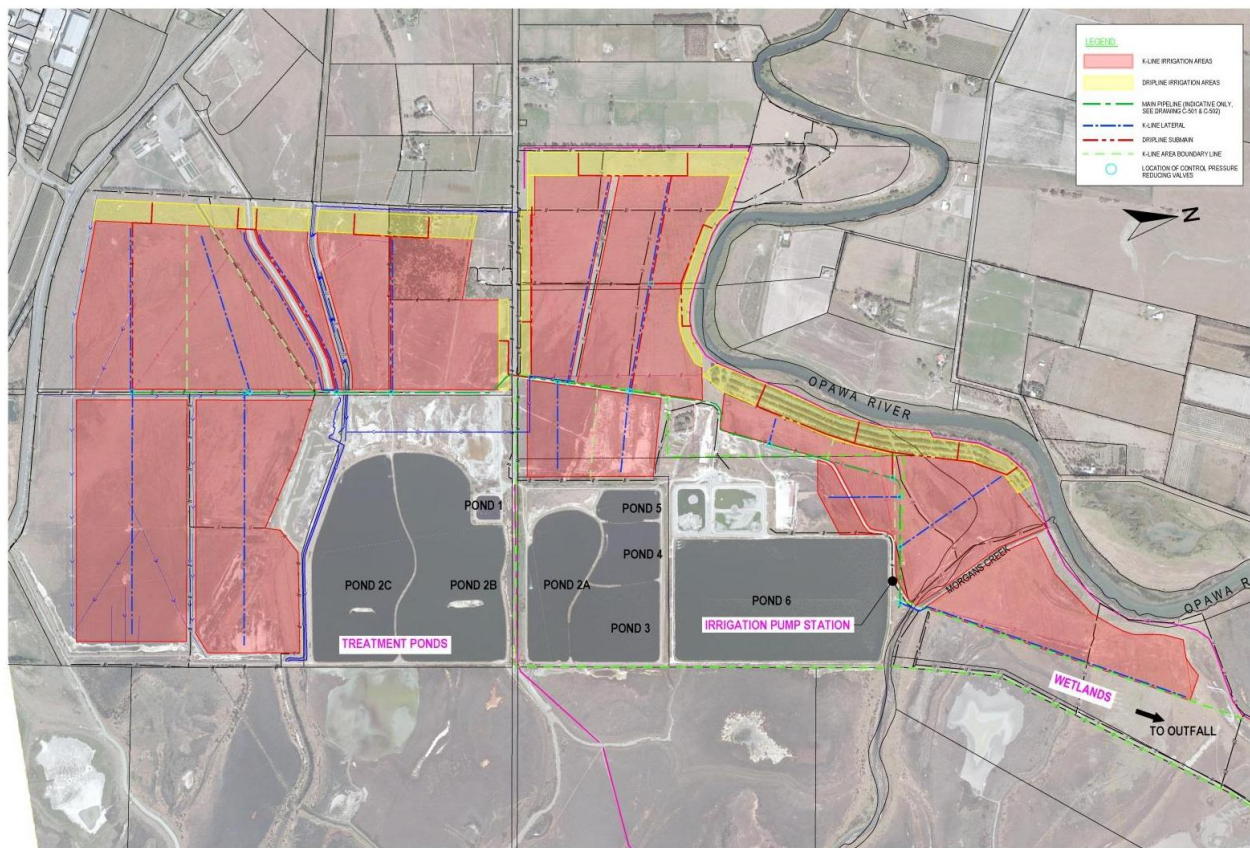 LEGEND:
K-LINE IRRIGATION AREAS
DRIPLINE IRRIGATION AREAS
MAIN PIPELINE (INDICATIVE ONLY,
SEE DRAWING C-501 & C-502)
K-LINE LATERAL
DRIPLINE SUBMAIN
K-LINE AREA BOUNDARY LINE
LOCATION OF CONTROL PRESSURE
REDUCING VALVES
N
OPAWA RIVER
POND 1
POND 5
POND 4
POND 2C
POND 2B
POND 2A
POND 3
POND 6
TREATMENT PONDS
IRRIGATION PUMP STATION
MORGANS CREEK
OPAWA R
WETLANDS
TO OUTFALL